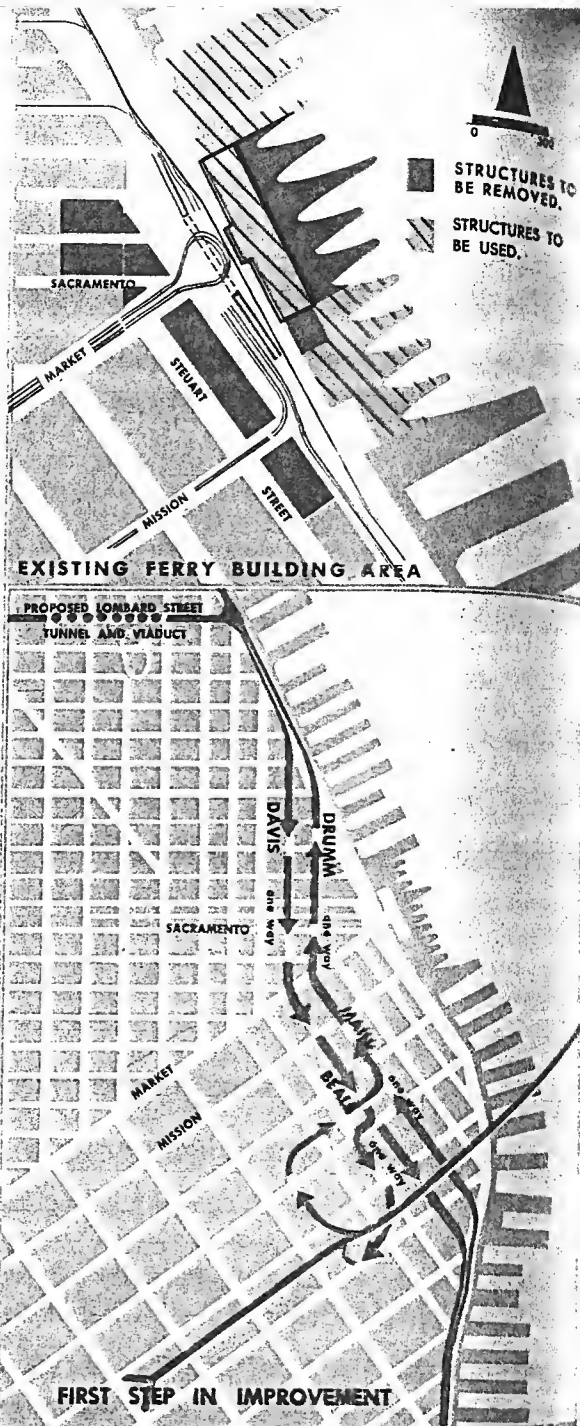 0 300
STRUCTURES TO
BE REMOVED.
STRUCTURES TO
BE USED.
SACRAMENTO
MARKET
STEUART
STREET
MISSION
EXISTING FERRY BUILDING AREA
PROPOSED LOMBARD STREET
TUNNEL AND VIADUCT
DAVIS
one way
DRUMM
one way
SACRAMENTO
MAIN
one way
BEALE
one way
MARKET
MISSION
FIRST STEP IN IMPROVEMENT